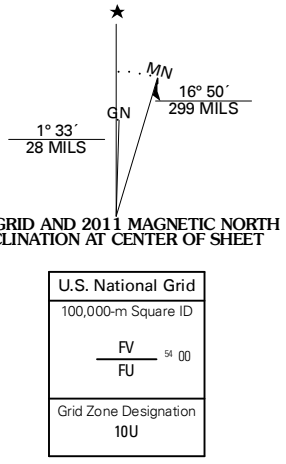 ★
MN
GN
16° 50´
299 MILS
1° 33´
28 MILS
GRID AND 2011 MAGNETIC NORTH
CLINATION AT CENTER OF SHEET
U.S. National Grid
100,000-m Square ID
FV
FU
54 00
Grid Zone Designation
10U